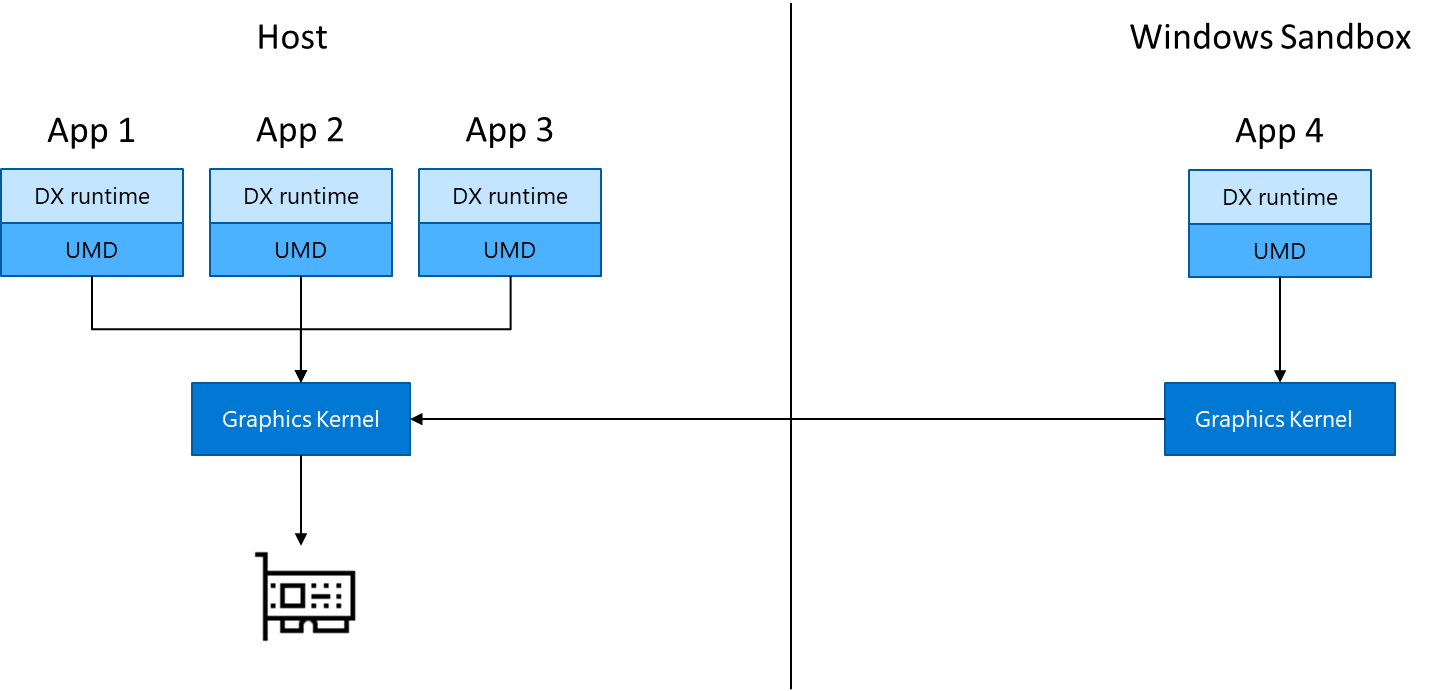 Host
Windows Sandbox
App 1
App 2
App 3
App 4
DX runtime
DX runtime
DX runtime
DX runtime
UMD
UMD
UMD
UMD
Graphics Kernel
Graphics Kernel